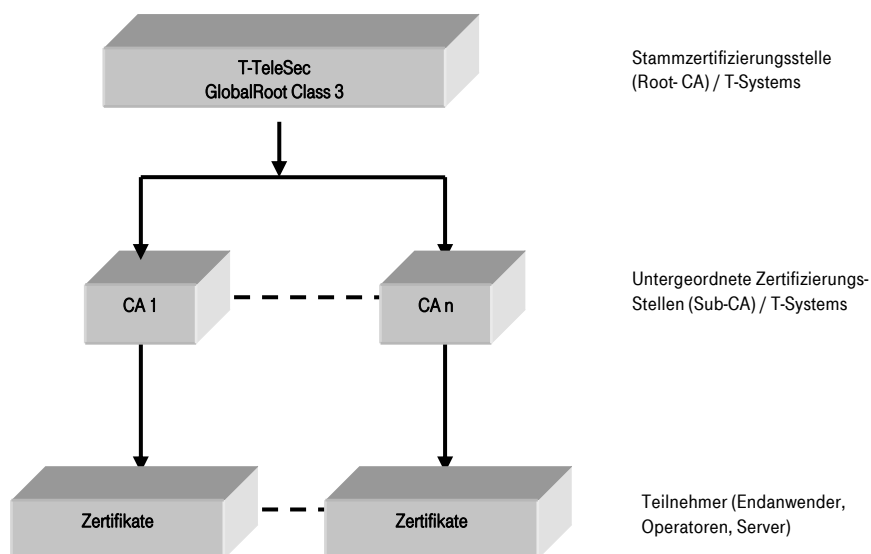 T-TeleSec
GlobalRoot Class 3
Stammzertifizierungsstelle
(Root- CA) / T-Systems
CA 1
CA n
Untergeordnete Zertifizierungs-
Stellen (Sub-CA) / T-Systems
Zertifikate
Zertifikate
Teilnehmer (Endanwender,
Operatoren, Server)